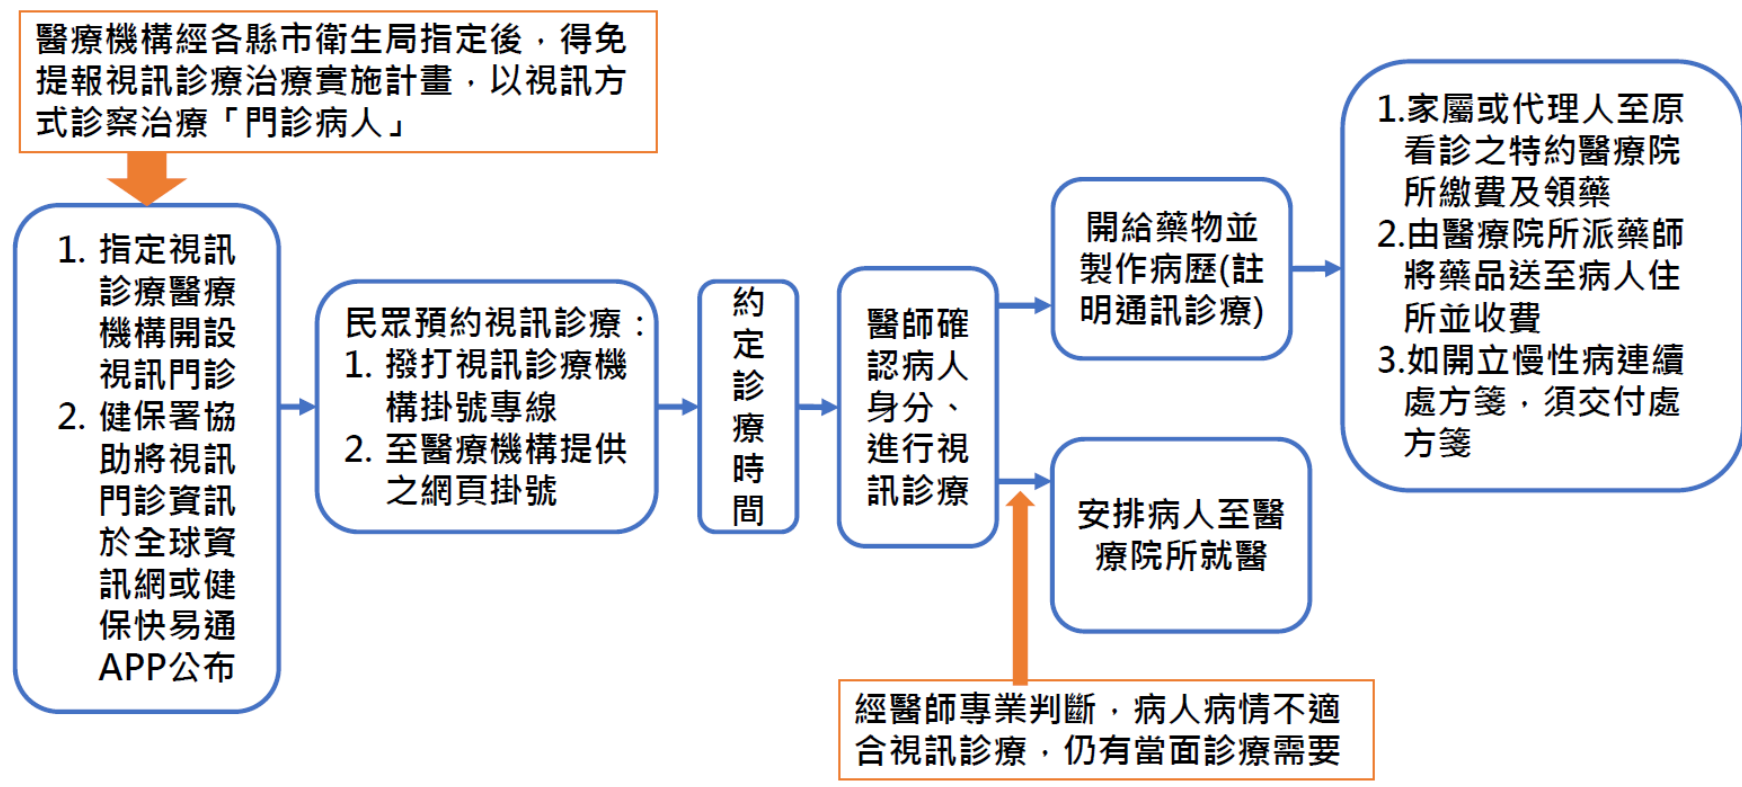 醫療機構經各縣市衛生局指定後，得免
提報視訊診療治療實施計畫，以視訊方
式診察治療「門診病人」
1. 指定視訊
診療醫療
機構開設
視訊門診
2. 健保署協
助將視訊
門診資訊
於全球資
訊網或健
保快易通
APP公布
民眾預約視訊診療：
1. 撥打視訊診療機
構掛號專線
2. 至醫療機構提供
之網頁掛號
約
定
診
療
時
間
醫師確
認病人
身分、
進行視
訊診療
開給藥物並
製作病歷(註
明通訊診療)
1.家屬或代理人至原
看診之特約醫療院
所繳費及領藥
2.由醫療院所派藥師
將藥品送至病人住
所並收費
3.如開立慢性病連續
處方箋，須交付處
方箋
安排病人至醫
療院所就醫
經醫師專業判斷，病人病情不適
合視訊診療，仍有當面診療需要